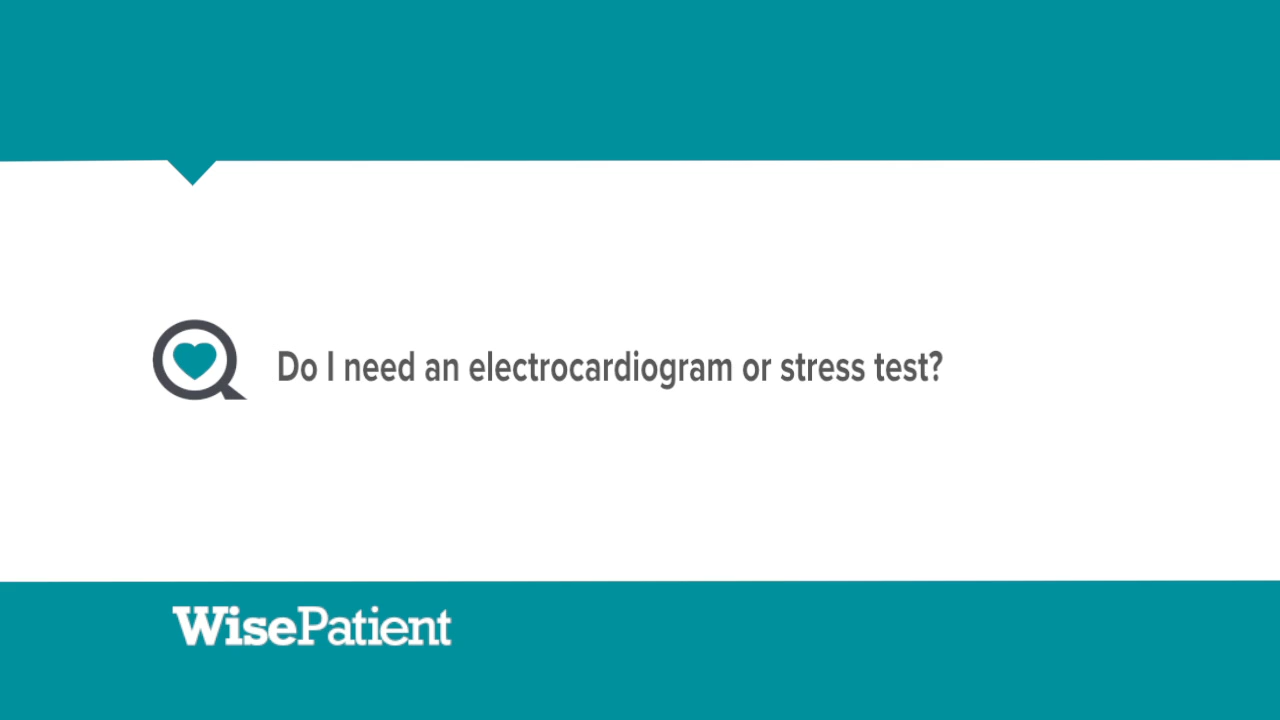 Do I need an electrocardiogram or stress test?
WisePatient